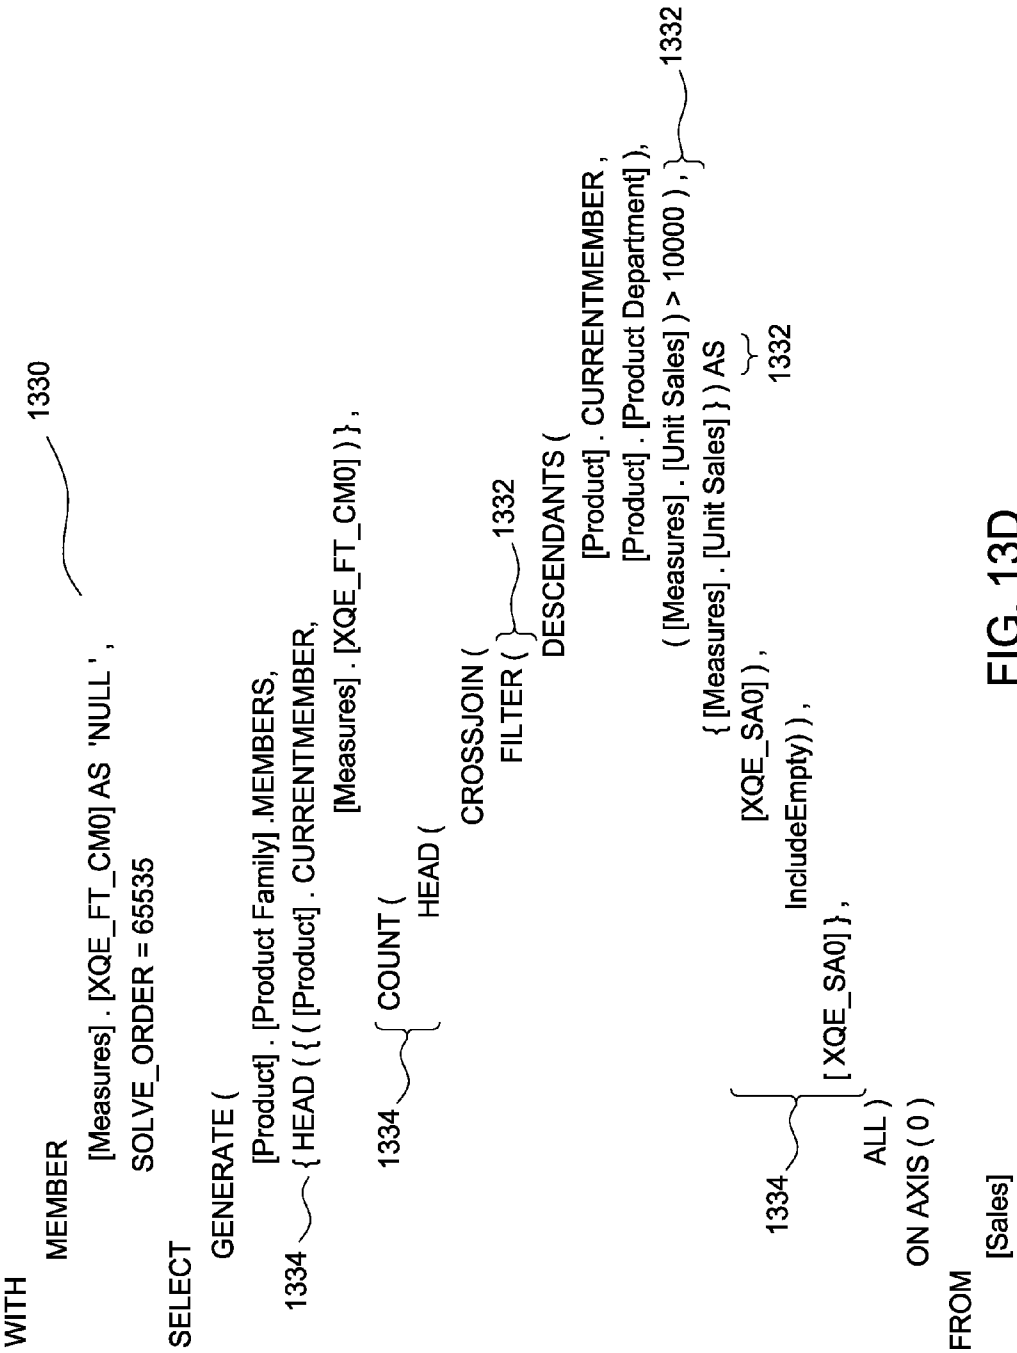 WITH
MEMBER
[Measures] . [XQE_FT_CM0] AS 'NULL ' ,
1330
SOLVE_ORDER = 65535
SELECT
GENERATE (
[Product] . [Product Family] .MEMBERS,
1334 { HEAD ( { ( [Product] . CURRENTMEMBER,
[Measures] . [XQE_FT_CM0] ) } ,
1334 COUNT (
HEAD (
CROSSJOIN (
FILTER ( 1332
DESCENDANTS (
[Product] . CURRENTMEMBER ,
[Product] . [Product Department] ),
( [Measures] . [Unit Sales] ) > 10000 ) , 1332
{ [Measures] . [Unit Sales] } ) AS
1332
[XQE_SA0] ) ,
IncludeEmpty) ) ,
1334 [ XQE_SA0] } ,
ALL )
ON AXIS ( 0 )
FROM
[Sales]
FIG. 13D